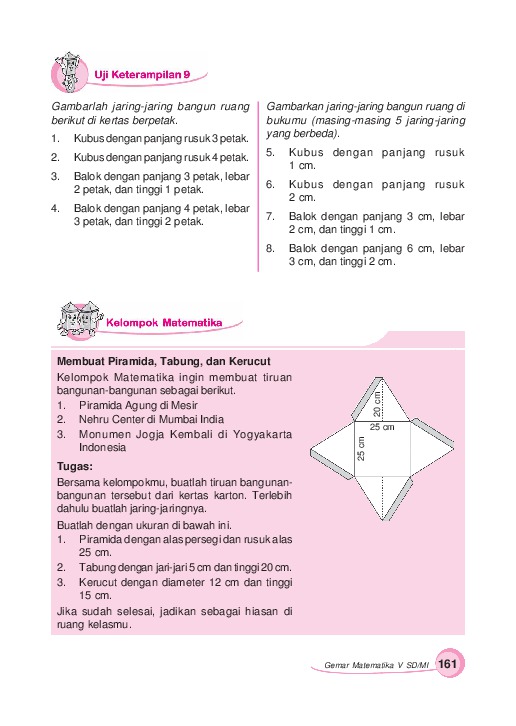 Uji Keterampilan 9
Gambarlah jaring-jaring bangun ruang
berikut di kertas berpetak.
1. Kubus dengan panjang rusuk 3 petak.
2. Kubus dengan panjang rusuk 4 petak.
3. Balok dengan panjang 3 petak, lebar
2 petak, dan tinggi 1 petak.
4. Balok dengan panjang 4 petak, lebar
3 petak, dan tinggi 2 petak.
Gambarkan jaring-jaring bangun ruang di
bukumu (masing-masing 5 jaring-jaring
yang berbeda).
5. Kubus dengan panjang rusuk
1 cm.
6. Kubus dengan panjang rusuk
2 cm.
7. Balok dengan panjang 3 cm, lebar
2 cm, dan tinggi 1 cm.
8. Balok dengan panjang 6 cm, lebar
3 cm, dan tinggi 2 cm.
Kelompok Matematika
Membuat Piramida, Tabung, dan Kerucut
Kelompok Matematika ingin membuat tiruan
bangunan-bangunan sebagai berikut.
1. Piramida Agung di Mesir
2. Nehru Center di Mumbai India
3. Monumen Jogja Kembali di Yogyakarta
Indonesia
Tugas:
Bersama kelompokmu, buatlah tiruan bangunan-
bangunan tersebut dari kertas karton. Terlebih
dahulu buatlah jaring-jaringnya.
Buatlah dengan ukuran di bawah ini.
1. Piramida dengan alas persegi dan rusuk alas
25 cm.
2. Tabung dengan jari-jari 5 cm dan tinggi 20 cm.
3. Kerucut dengan diameter 12 cm dan tinggi
15 cm.
Jika sudah selesai, jadikan sebagai hiasan di
ruang kelasmu.
20 cm
25 cm
25 cm
Gemar Matematika V SD/MI 161